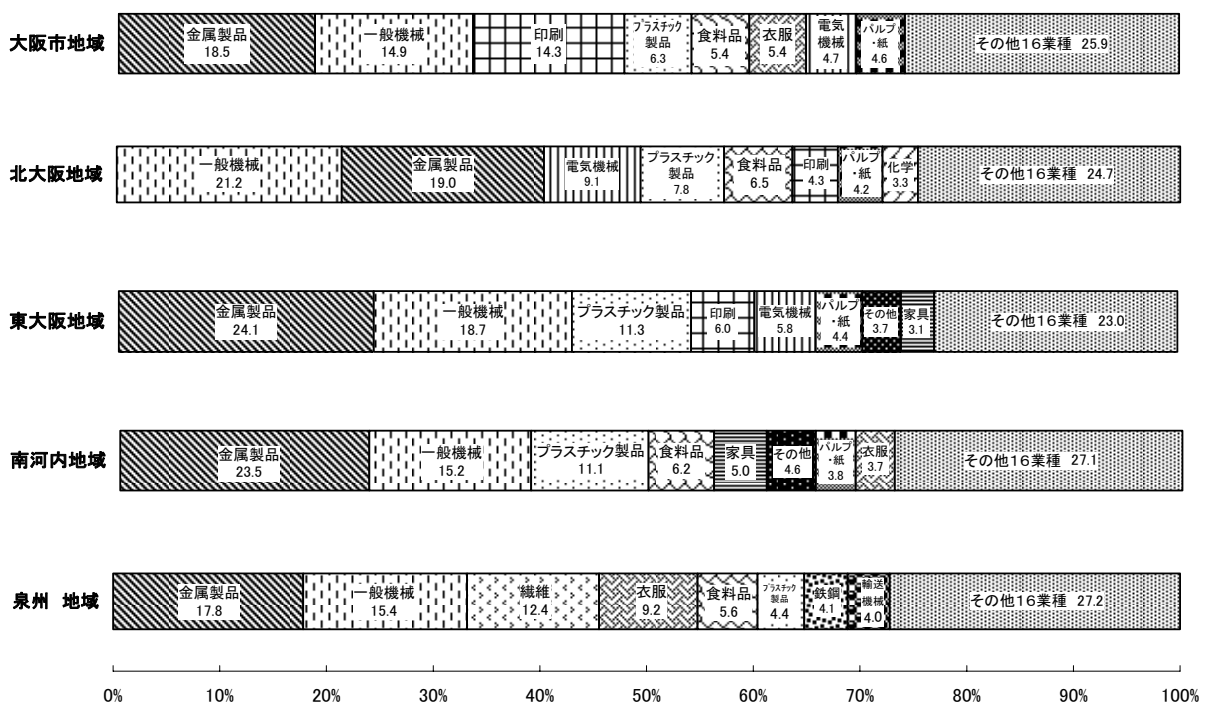 大阪市地域
金属製品
18.5
一般機械
14.9
印刷
14.3
プラスチック
製品
6.3
食料品
5.4
衣服
5.4
電気
機械
4.7
パルプ
・紙
4.6
その他16業種 25.9
北大阪地域
一般機械
21.2
金属製品
19.0
電気機械
9.1
プラスチック
製品
7.8
食料品
6.5
印刷
4.3
パルプ
・紙
4.2
化学
3.3
その他16業種 24.7
東大阪地域
金属製品
24.1
一般機械
18.7
プラスチック製品
11.3
印刷
6.0
電気機械
5.8
パルプ
・紙
4.4
その他
3.7
家具
3.1
その他16業種 23.0
南河内地域
金属製品
23.5
一般機械
15.2
プラスチック製品
11.1
食料品
6.2
家具
5.0
その他
4.6
パルプ
・紙
3.8
衣服
3.7
その他16業種 27.1
泉州 地域
金属製品
17.8
一般機械
15.4
繊維
12.4
衣服
9.2
食料品
5.6
プラスチック
製品
4.4
鉄鋼
4.1
輸送
機械
4.0
その他16業種 27.2
0% 10% 20% 30% 40% 50% 60% 70% 80% 90% 100%